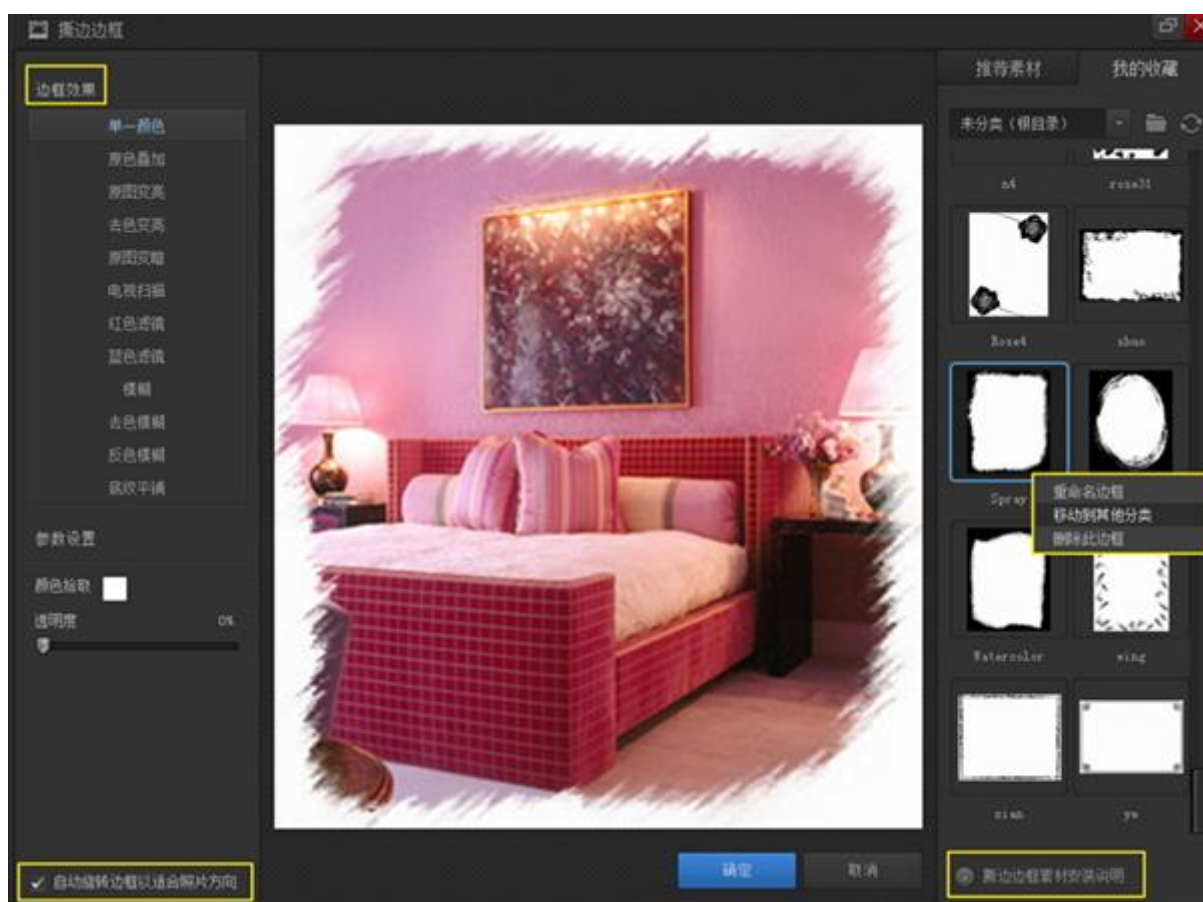 撕边边框
边框效果
单一颜色
原色叠加
原图变亮
去色变亮
原图变暗
电视扫描
红色滤镜
蓝色滤镜
模糊
去色模糊
反色模糊
底纹平铺
参数设置
颜色拾取
透明度 0%
自动旋转边框以适合照片方向
确定
取消
推荐素材 我的收藏
未分类（根目录）
n4 rosa31
Rose4 shuo
Spray
重命名边框
移动到其他分类
删除此边框
Watercolor wing
xian yw
撕边边框素材安装说明